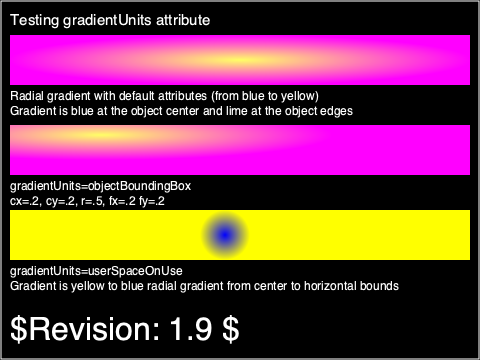 Testing gradientUnits attribute
Radial gradient with default attributes (from blue to yellow)
Gradient is blue at the object center and lime at the object edges
gradientUnits=objectBoundingBox
cx=.2, cy=.2, r=.5, fx=.2 fy=.2
gradientUnits=userSpaceOnUse
Gradient is yellow to blue radial gradient from center to horizontal bounds
$Revision: 1.9 $